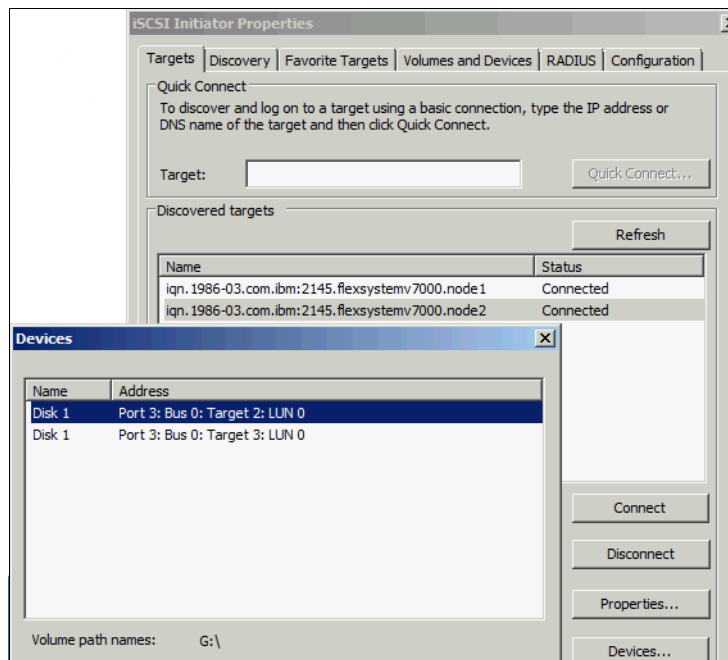 iSCSI Initiator Properties
Targets Discovery Favorite Targets Volumes and Devices RADIUS Configuration
Quick Connect
To discover and log on to a target using a basic connection, type the IP address or
DNS name of the target and then click Quick Connect.
Target: Quick Connect...
Discovered targets
Refresh
Name Status
iqn.1986-03.com.ibm:2145.flexsystemv7000.node1 Connected
iqn.1986-03.com.ibm:2145.flexsystemv7000.node2 Connected
Devices
Name Address
Disk 1 Port 3: Bus 0: Target 2: LUN 0
Disk 1 Port 3: Bus 0: Target 3: LUN 0
Connect
Disconnect
Properties...
Volume path names: G:\
Devices...